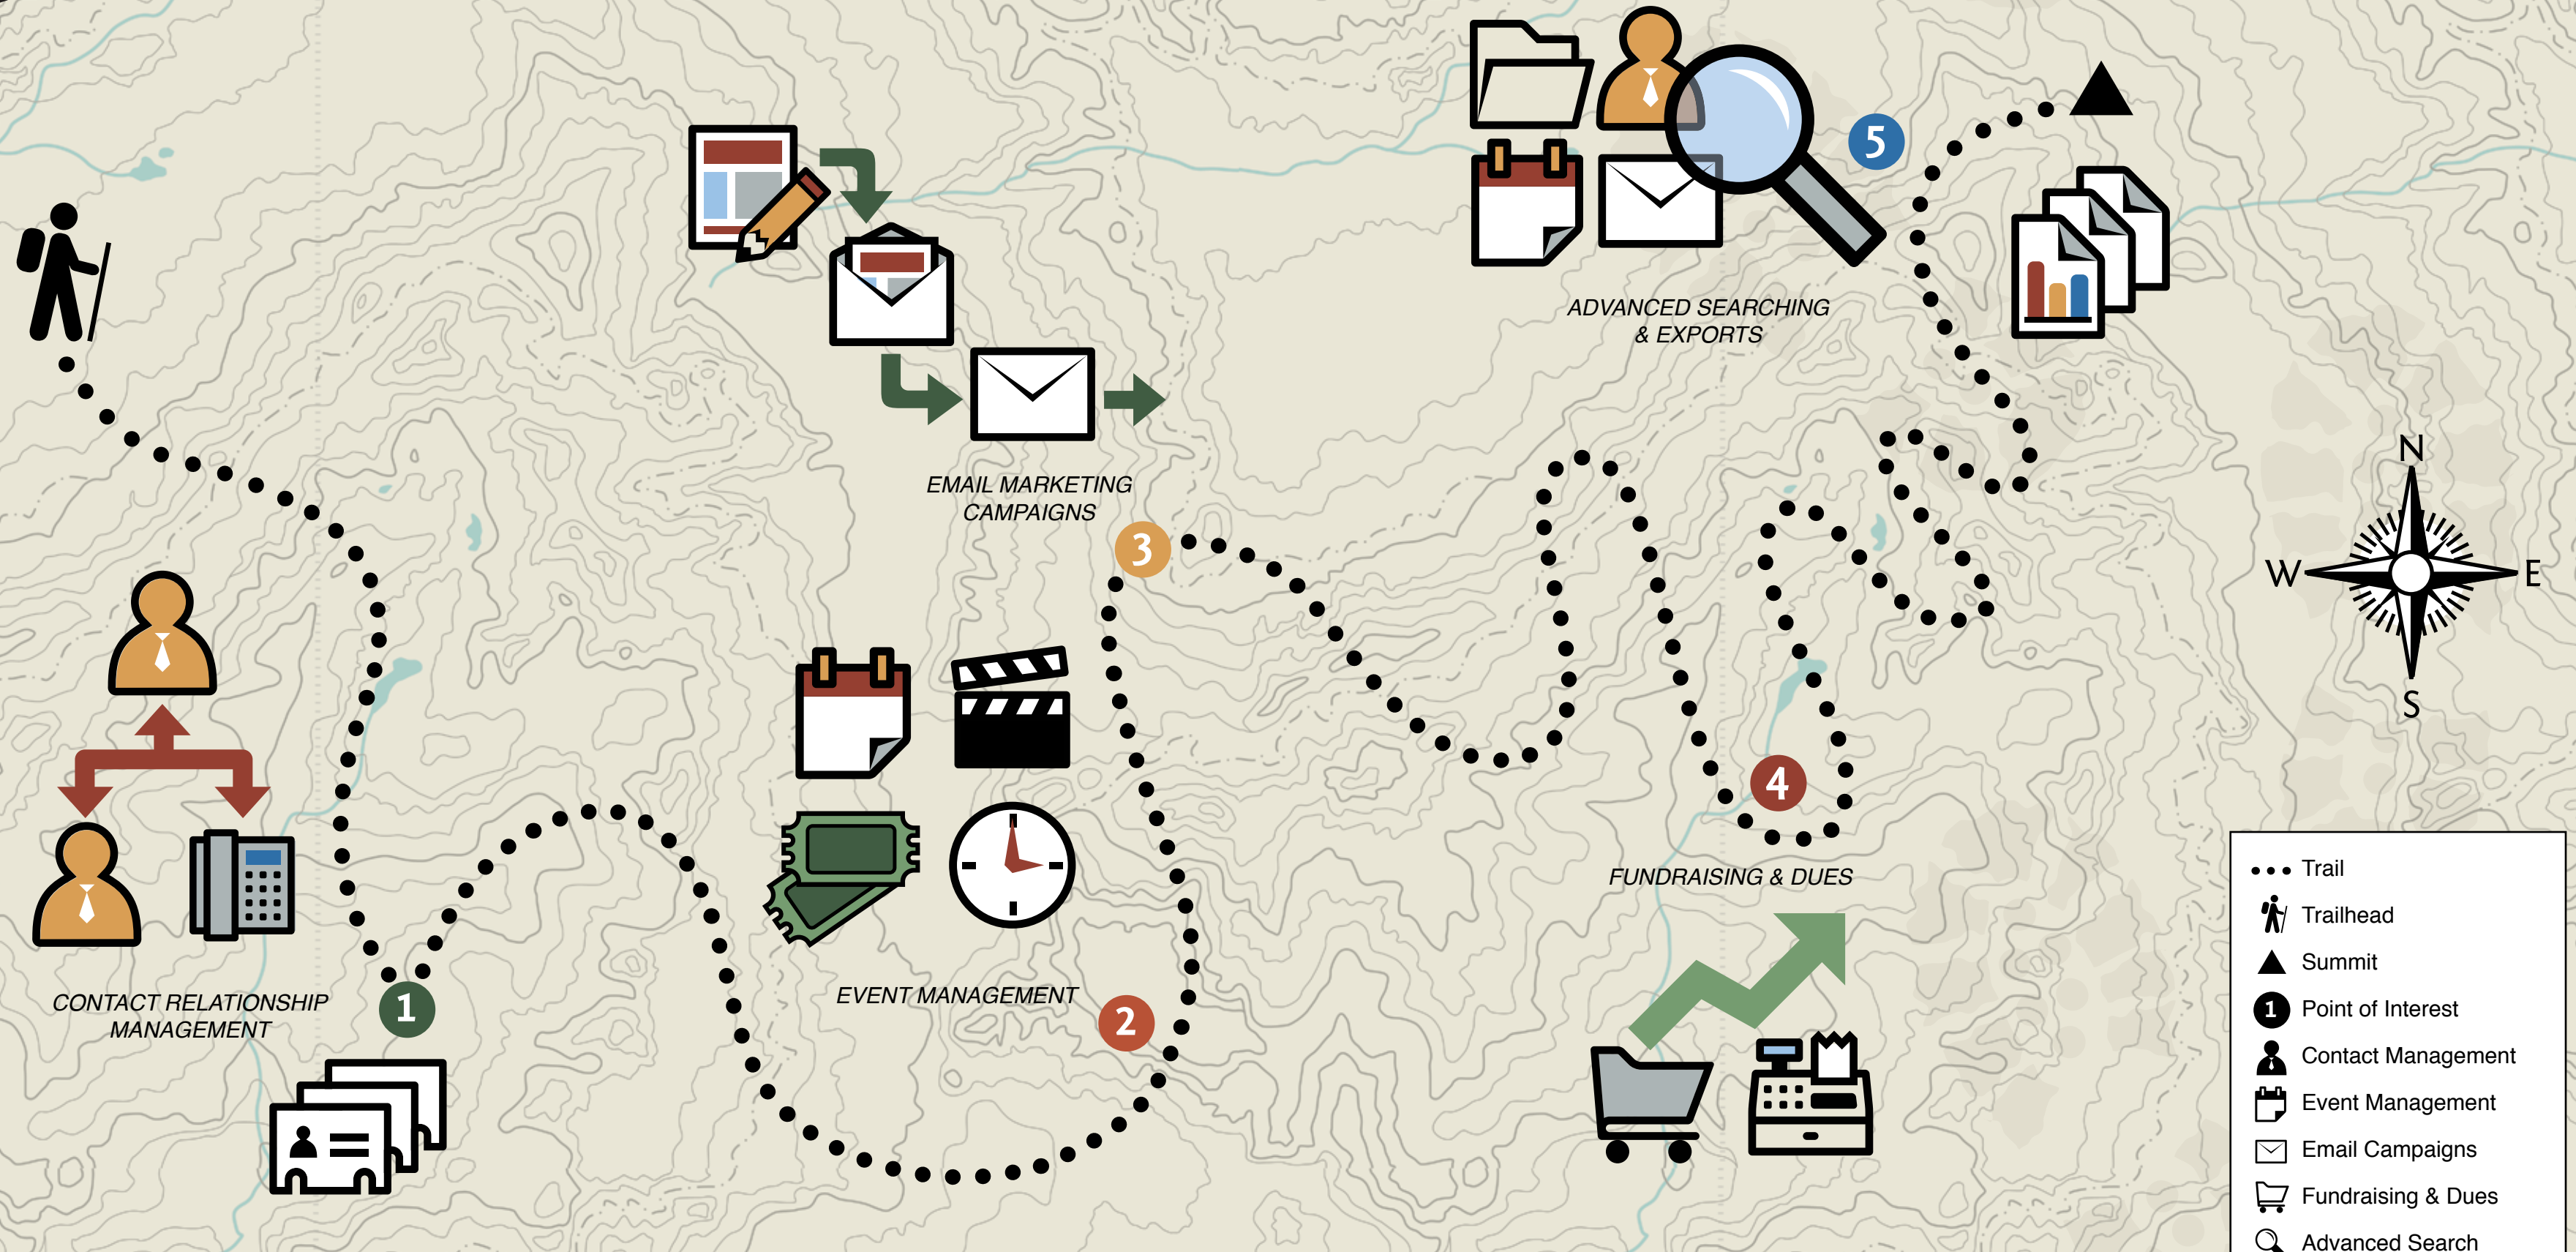 5
ADVANCED SEARCHING
& EXPORTS
EMAIL MARKETING
CAMPAIGNS
3
N
W
E
S
4
FUNDRAISING & DUES
CONTACT RELATIONSHIP
MANAGEMENT
1
EVENT MANAGEMENT
2
Trail
Trailhead
Summit
1 Point of Interest
Contact Management
Event Management
Email Campaigns
Fundraising & Dues
Advanced Search